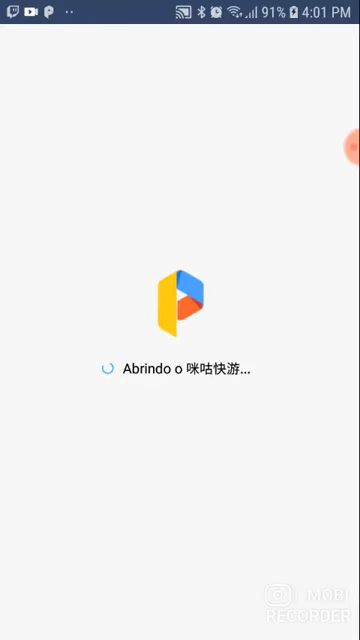 91% 4:01 PM
Abrindo o 咪咕快游...
MOBI
RECORDER